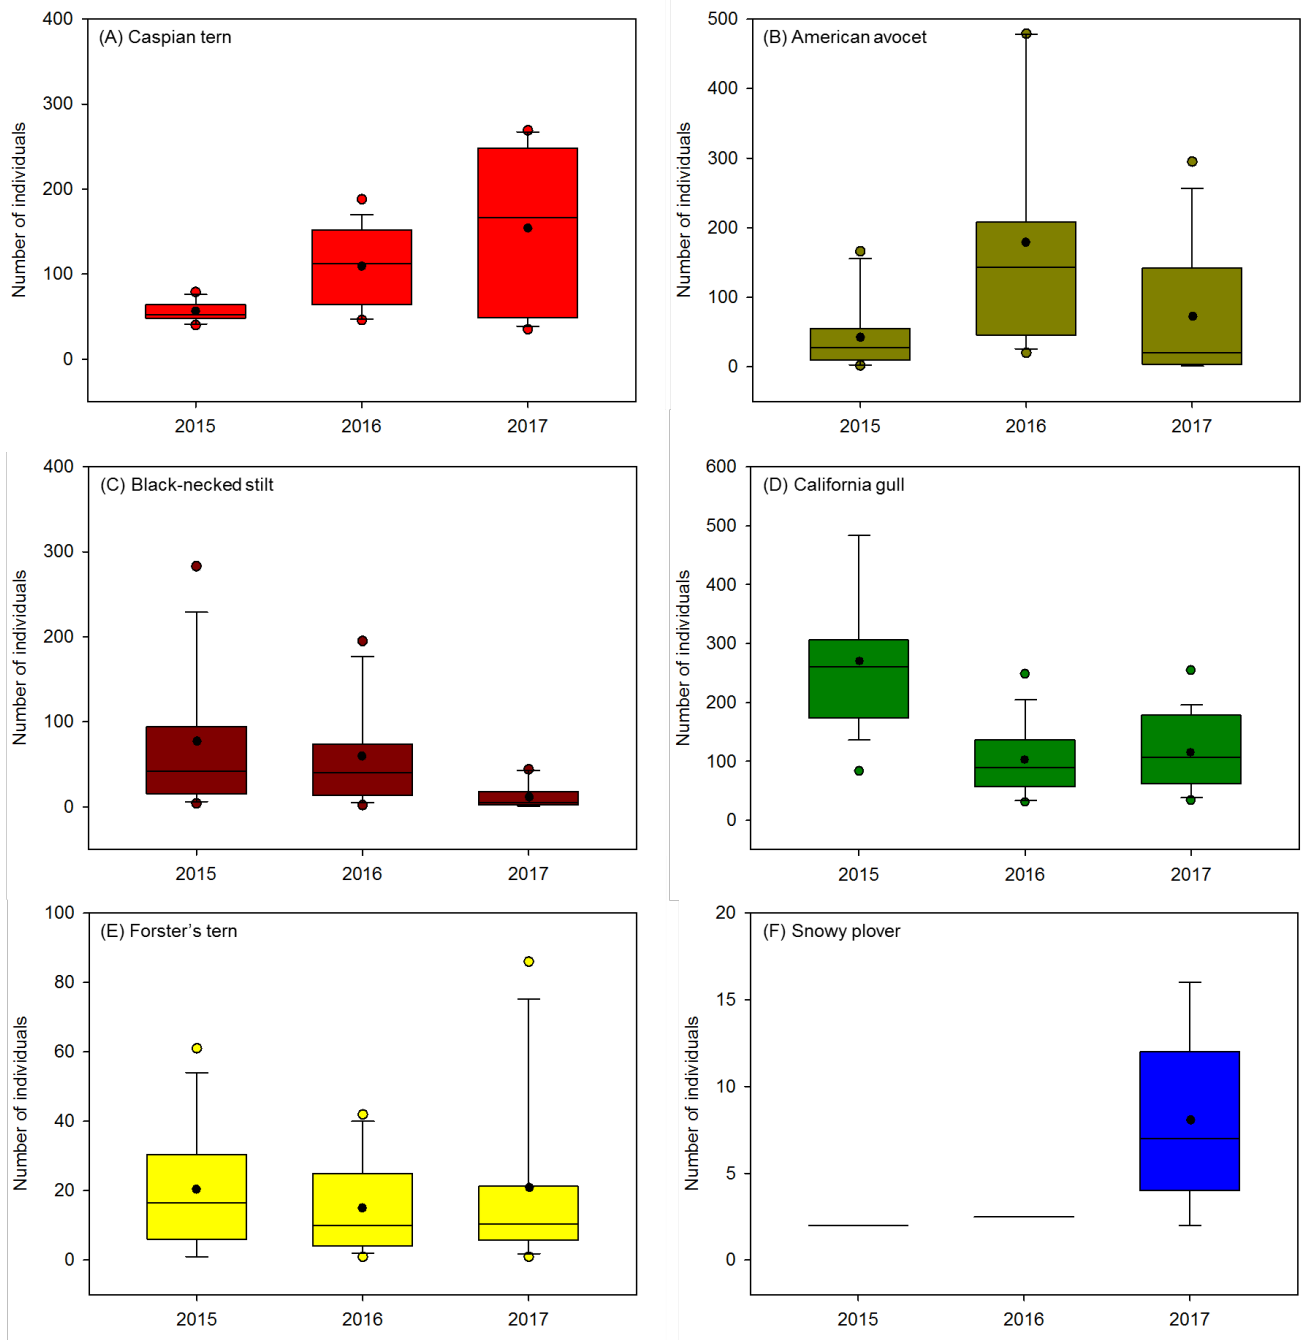 (A) Caspian tern
Number of individuals
400
300
200
100
0
2015 2016 2017
(B) American avocet
Number of individuals
500
400
300
200
100
0
2015 2016 2017
(C) Black-necked stilt
Number of individuals
400
300
200
100
0
2015 2016 2017
(D) California gull
Number of individuals
600
500
400
300
200
100
0
2015 2016 2017
(E) Forster’s tern
Number of individuals
100
80
60
40
20
0
2015 2016 2017
(F) Snowy plover
Number of individuals
20
15
10
5
0
2015 2016 2017